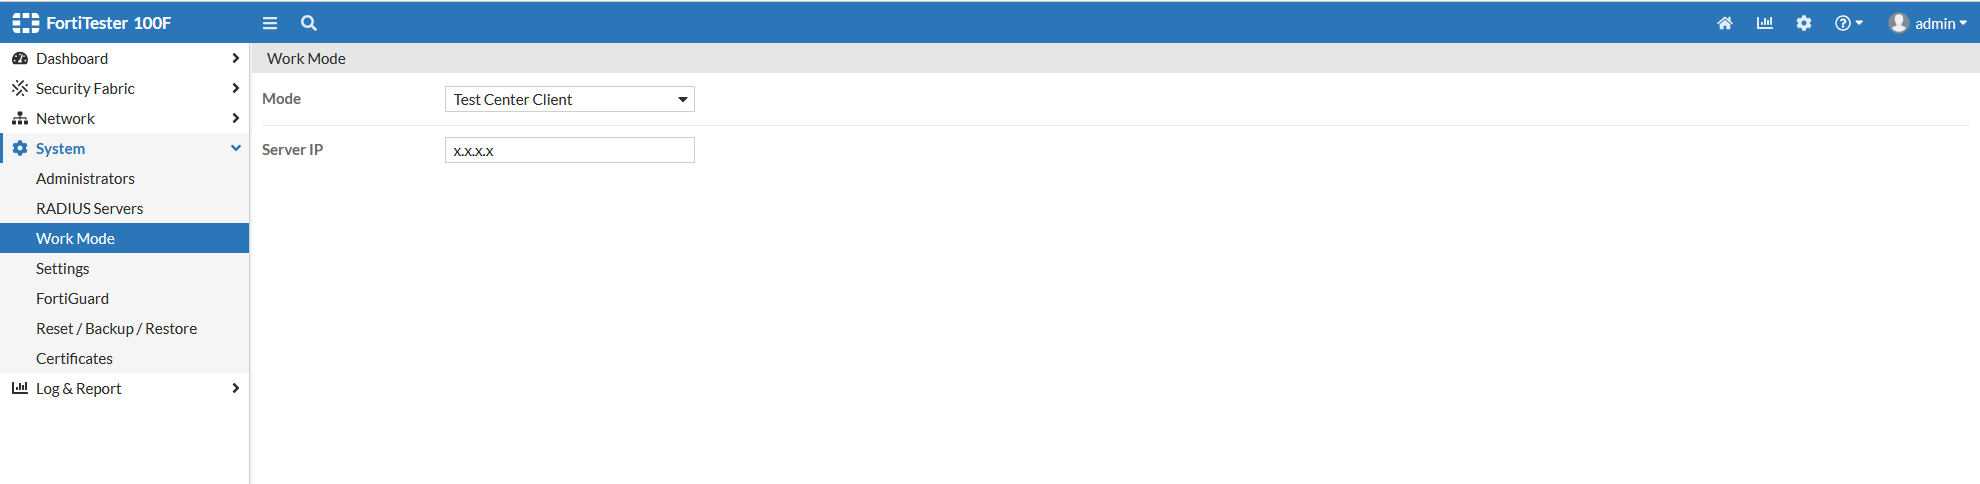 FortiTester 100F
admin
Dashboard
Security Fabric
Network
System
Administrators
RADIUS Servers
Work Mode
Settings
FortiGuard
Reset / Backup / Restore
Certificates
Log & Report
Work Mode
Mode
Test Center Client
Server IP
x.x.x.x